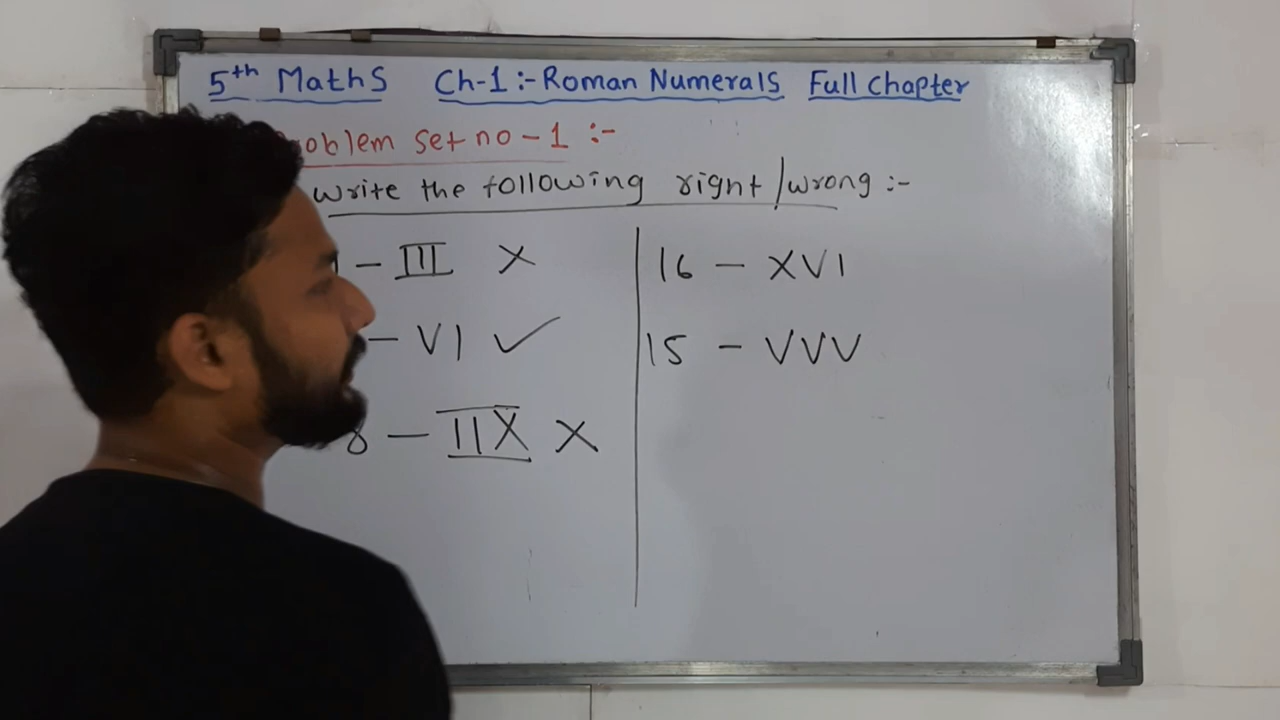 5th Maths Ch-1 :- Roman Numerals Full Chapter
Problem set no - 1 :-
write the following right / wrong :-
- III ×
- VI ✓
8 - IIX ×
16 - XVI
15 - VVV